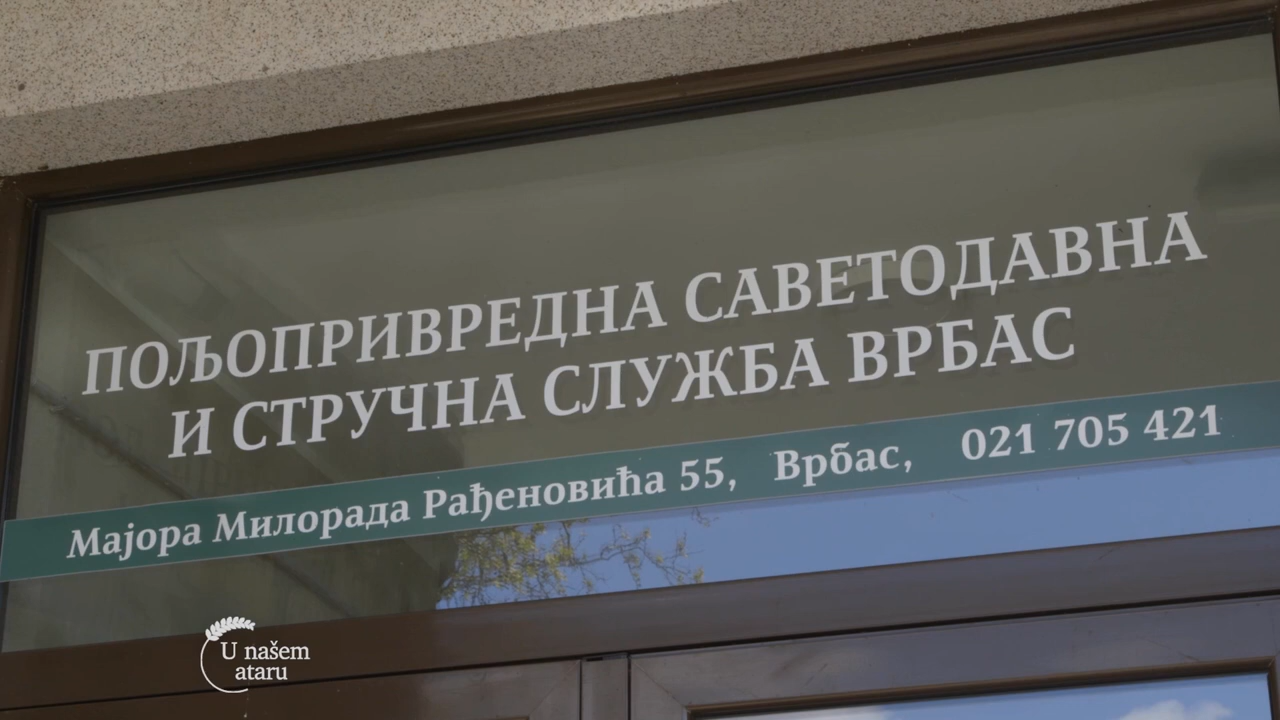 ПОЉОПРИВРЕДНА САВЕТОДАВНА
И СТРУЧНА СЛУЖБА ВРБАС
Мајора Милорада Рађеновића 55, Врбас, 021 705 421
U našem
ataru